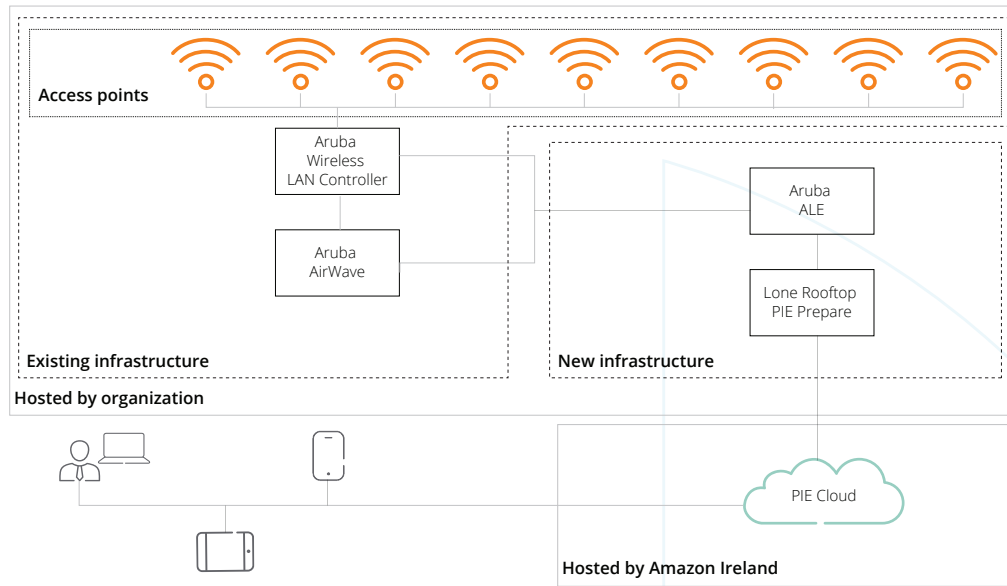 Access points
Aruba
Wireless
LAN Controller
Aruba
ALE
Aruba
AirWave
Lone Rooftop
PIE Prepare
Existing infrastructure
New infrastructure
Hosted by organization
PIE Cloud
Hosted by Amazon Ireland